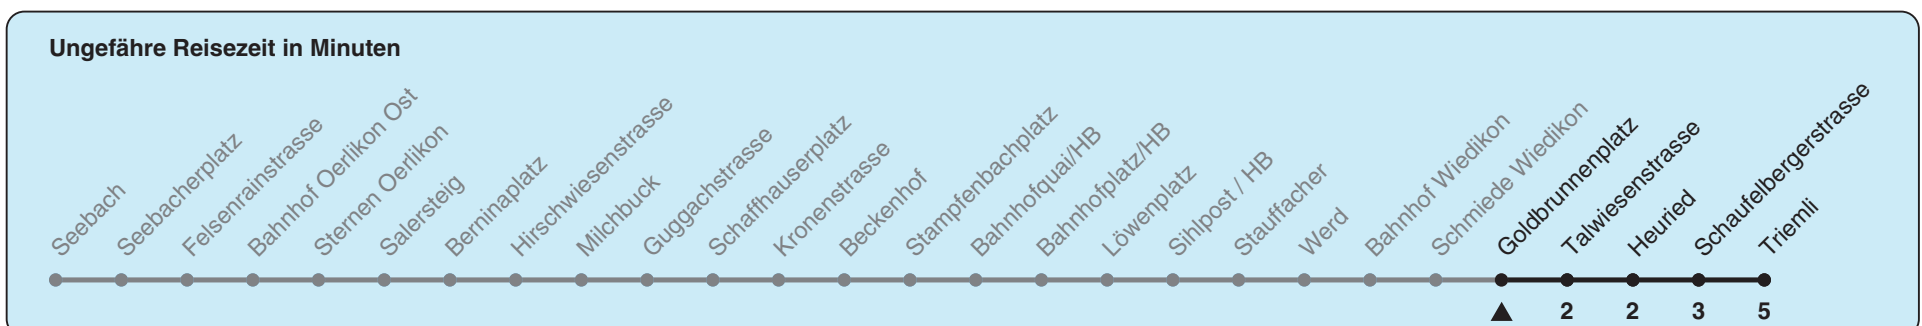 Ungefähre Reisezeit in Minuten
Seebach
Seebacherplatz
Felsenrainstrasse
Bahnhof Oerlikon Ost
Sternen Oerlikon
Salersteig
Berninaplatz
Hirschwiesenstrasse
Milchbuck
Guggachstrasse
Schaffhauserplatz
Kronenstrasse
Beckenhof
Stampfenbachplatz
Bahnhofquai/HB
Bahnhofplatz/HB
Löwenplatz
Sihlpost / HB
Stauffacher
Werd
Bahnhof Wiedikon
Schmiede Wiedikon
Goldbrunnenplatz
Talwiesenstrasse
Heuried
Schaufelbergerstrasse
Triemli
2 2 3 5